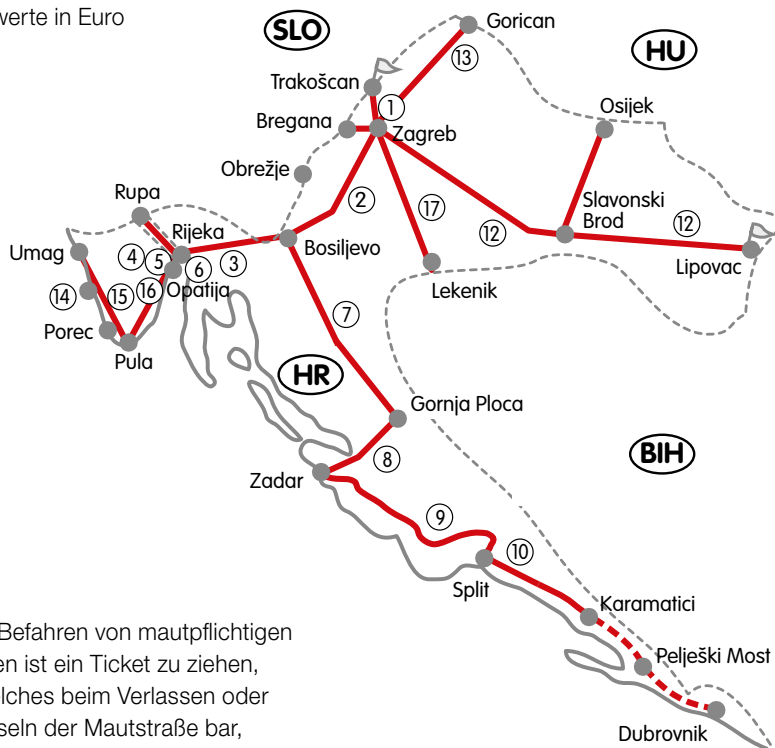 werte in Euro
SLO
Gorican
13
HU
Trakošcan
1
Osijek
Bregana
Zagreb
Obrežje
2
17
Slavonski
Brod
12
12
Rupa
Rijeka
Umag
4
5
6
3
Bosiljevo
Lipovac
Lekenik
14
15
16
Opatija
7
Porec
Pula
HR
Gornja Ploca
8
BIH
Zadar
9
10
Split
Karamatici
Befahren von mautpflichtigen
en ist ein Ticket zu ziehen,
elches beim Verlassen oder
seln der Mautstraße bar,
Pelješki Most
Dubrovnik